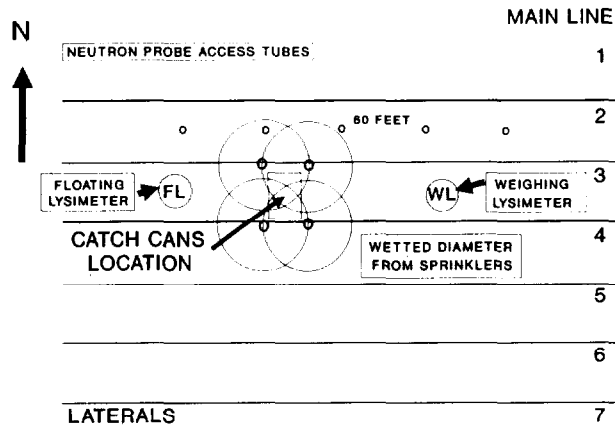 MAIN LINE
N
NEUTRON PROBE ACCESS TUBES
1
2
60 FEET
3
FLOATING
LYSIMETER
FL
WL
WEIGHING
LYSIMETER
CATCH CANS
LOCATION
WETTED DIAMETER
FROM SPRINKLERS
4
5
6
LATERALS
7